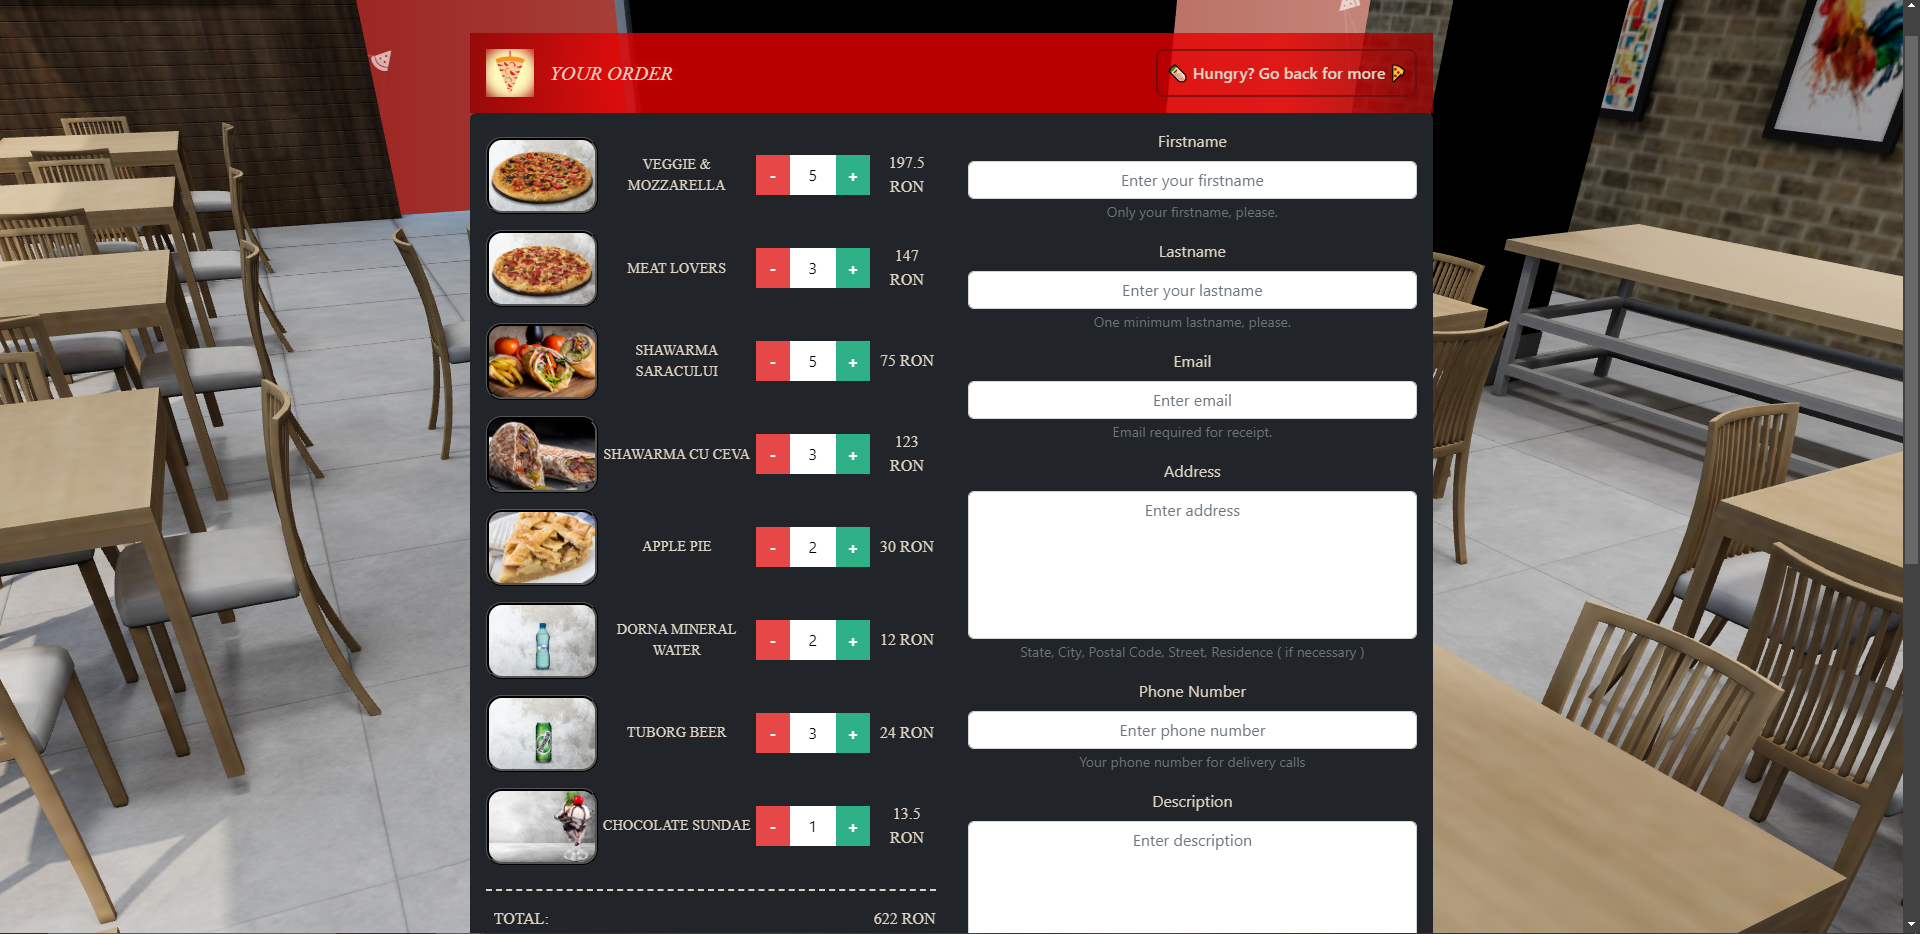 YOUR ORDER
Hungry? Go back for more
VEGGIE &
MOZZARELLA
- 5 +
197.5
RON
MEAT LOVERS
- 3 +
147
RON
SHAWARMA
SARACULUI
- 5 +
75 RON
SHAWARMA CU CEVA
- 3 +
123
RON
APPLE PIE
- 2 +
30 RON
DORNA MINERAL
WATER
- 2 +
12 RON
TUBORG BEER
- 3 +
24 RON
CHOCOLATE SUNDAE
- 1 +
13.5
RON
TOTAL:
622 RON
Firstname
Enter your firstname
Only your firstname, please.
Lastname
Enter your lastname
One minimum lastname, please.
Email
Enter email
Email required for receipt.
Address
Enter address
State, City, Postal Code, Street, Residence ( if necessary )
Phone Number
Enter phone number
Your phone number for delivery calls
Description
Enter description